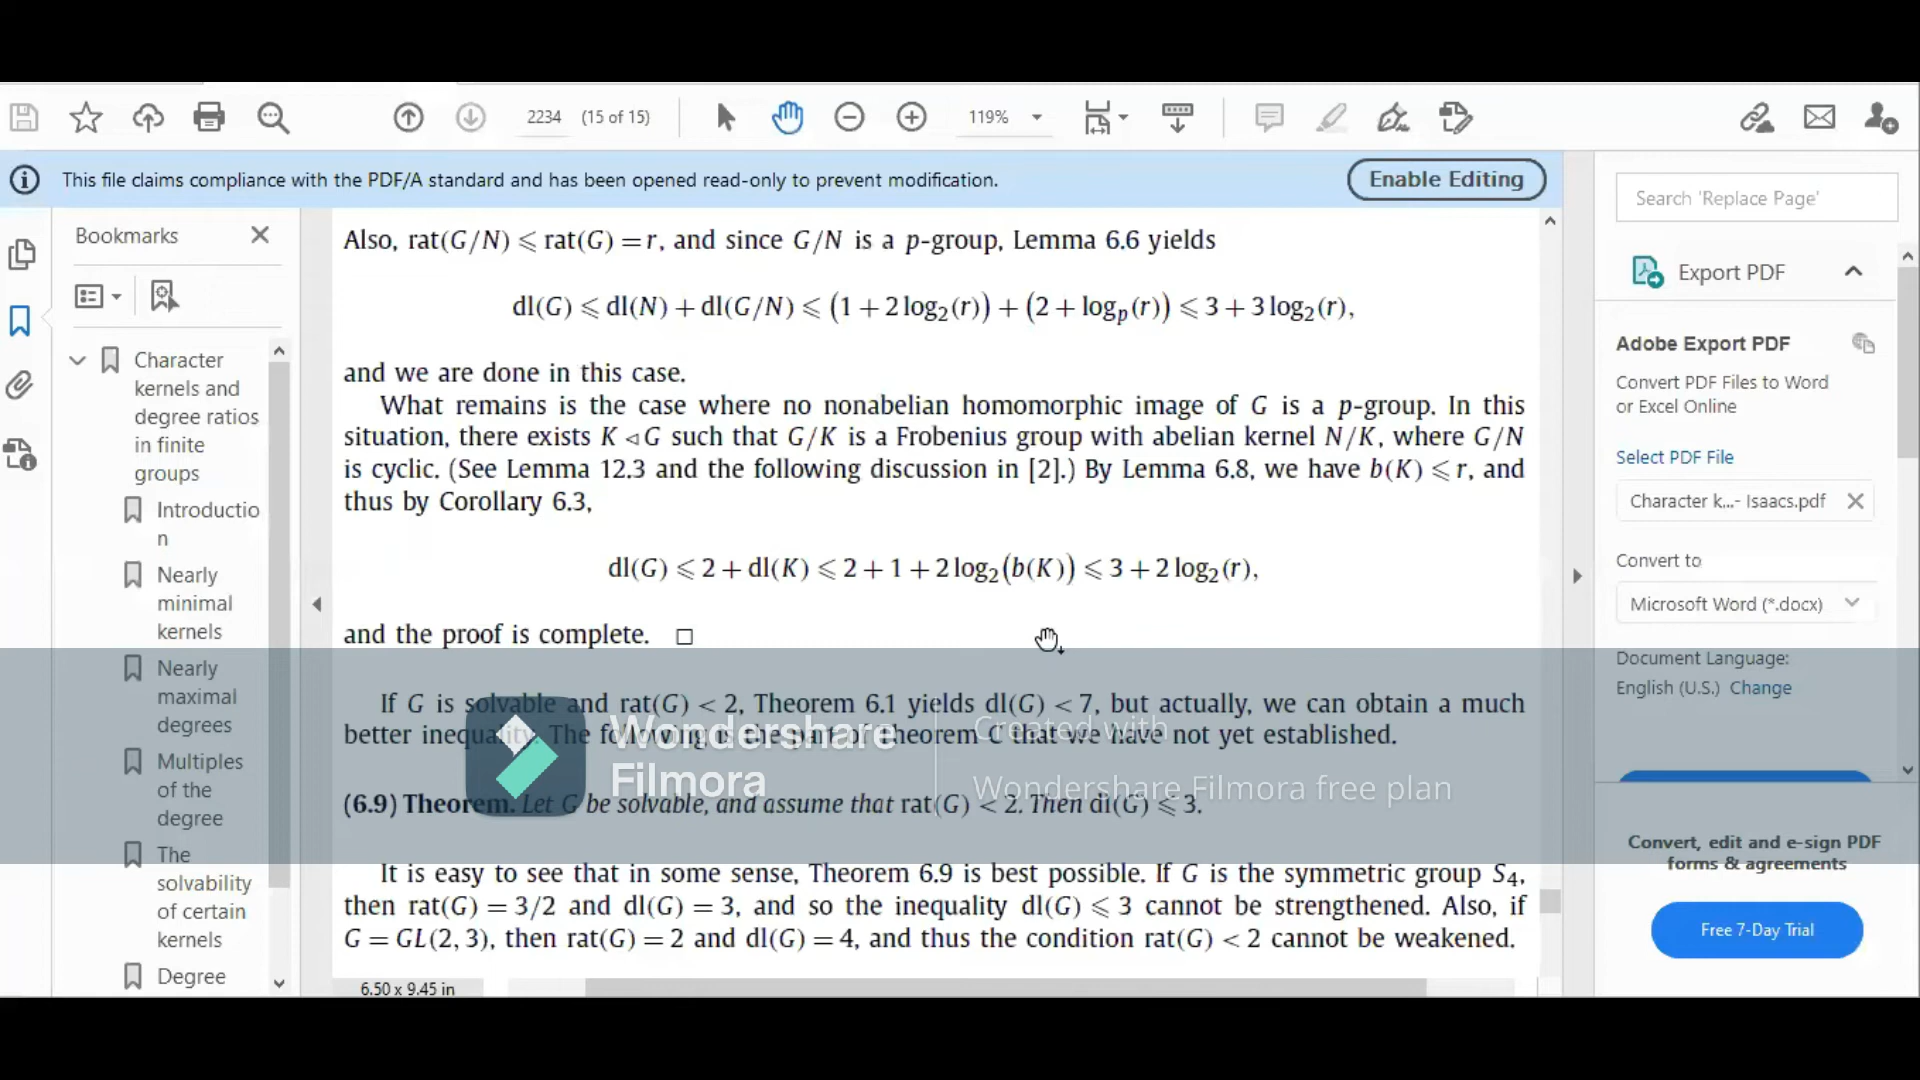 2234 (15 of 15) 119%
This file claims compliance with the PDF/A standard and has been opened read-only to prevent modification.
Enable Editing
Bookmarks
Character
kernels and
degree ratios
in finite
groups
Introductio
n
Nearly
minimal
kernels
Nearly
maximal
degrees
Multiples
of the
degree
The
solvability
of certain
kernels
Degree
Also, rat(G/N) ⩽ rat(G) = r, and since G/N is a p-group, Lemma 6.6 yields
dl(G) ⩽ dl(N) + dl(G/N) ⩽ (1 + 2 log₂(r)) + (2 + logₚ(r)) ⩽ 3 + 3 log₂(r),
and we are done in this case.
What remains is the case where no nonabelian homomorphic image of G is a p-group. In this
situation, there exists K ◁ G such that G/K is a Frobenius group with abelian kernel N/K, where G/N
is cyclic. (See Lemma 12.3 and the following discussion in [2].) By Lemma 6.8, we have b(K) ⩽ r, and
thus by Corollary 6.3,
dl(G) ⩽ 2 + dl(K) ⩽ 2 + 1 + 2 log₂(b(K)) ⩽ 3 + 2 log₂(r),
and the proof is complete. □
If G is solvable and rat(G) < 2, Theorem 6.1 yields dl(G) < 7, but actually, we can obtain a much
better inequality. The following is the part of Theorem C that we have not yet established.
(6.9) Theorem. Let G be solvable, and assume that rat(G) < 2. Then dl(G) ⩽ 3.
It is easy to see that in some sense, Theorem 6.9 is best possible. If G is the symmetric group S₄,
then rat(G) = 3/2 and dl(G) = 3, and so the inequality dl(G) ⩽ 3 cannot be strengthened. Also, if
G = GL(2, 3), then rat(G) = 2 and dl(G) = 4, and thus the condition rat(G) < 2 cannot be weakened.
6.50 x 9.45 in
Wondershare
Filmora
Created with
Wondershare Filmora free plan
Search 'Replace Page'
Export PDF
Adobe Export PDF
Convert PDF Files to Word
or Excel Online
Select PDF File
Character k...- Isaacs.pdf
Convert to
Microsoft Word (*.docx)
Document Language:
English (U.S.) Change
Convert, edit and e-sign PDF
forms & agreements
Free 7-Day Trial